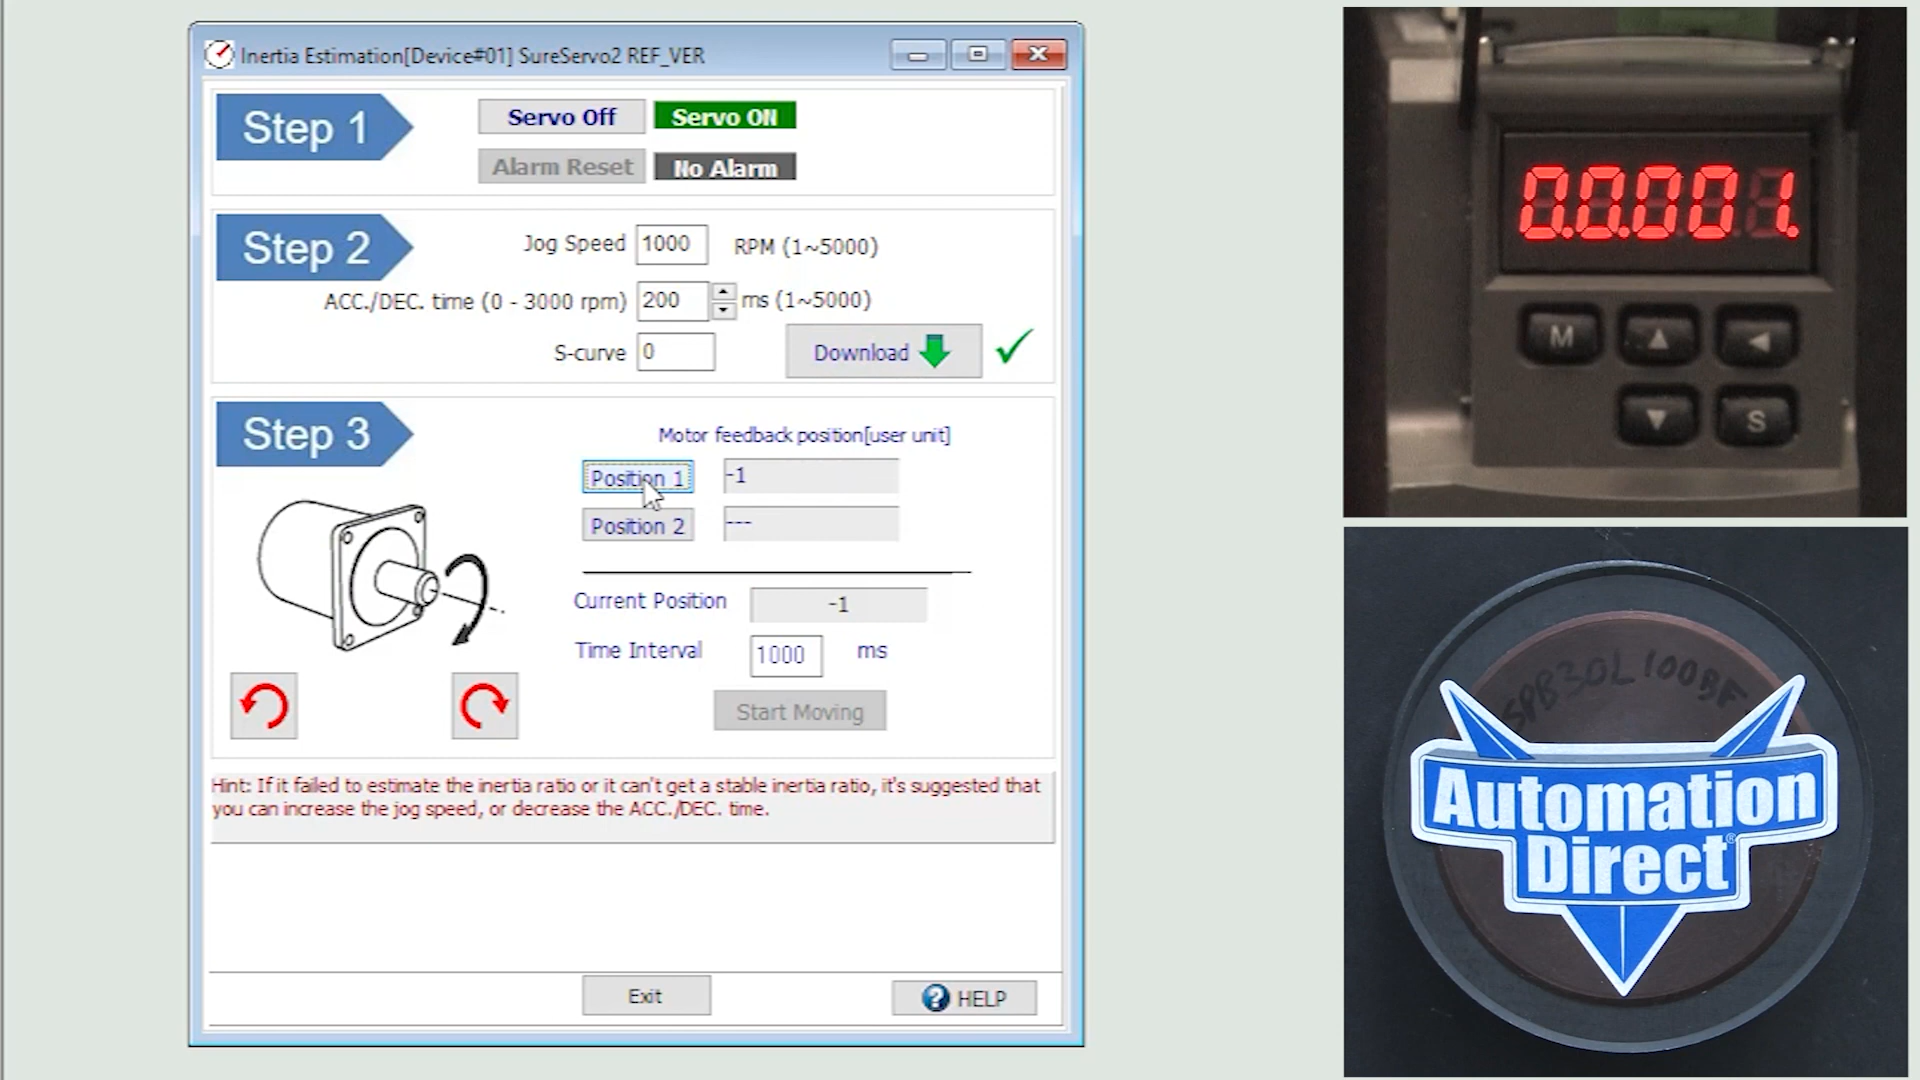 Inertia Estimation[Device#01] SureServo2 REF_VER
Step 1
Servo Off
Servo ON
Alarm Reset
No Alarm
Step 2
Jog Speed 1000 RPM (1~5000)
ACC./DEC. time (0 - 3000 rpm) 200 ms (1~5000)
S-curve 0
Download
Step 3
Motor feedback position[user unit]
Position 1 -1
Position 2 ---
Current Position -1
Time Interval 1000 ms
Start Moving
Hint: If it failed to estimate the inertia ratio or it can't get a stable inertia ratio, it's suggested that
you can increase the jog speed, or decrease the ACC./DEC. time.
Exit
HELP
0.0.001.
M
S
SPB30L100BF
Automation
Direct®